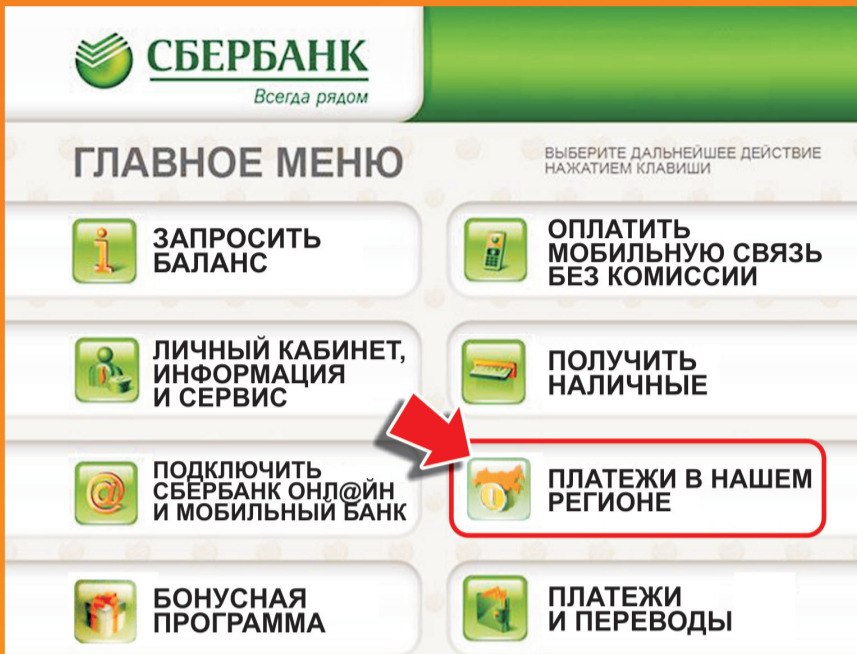 СБЕРБАНК
Всегда рядом
ГЛАВНОЕ МЕНЮ
ВЫБЕРИТЕ ДАЛЬНЕЙШЕЕ ДЕЙСТВИЕ
НАЖАТИЕМ КЛАВИШИ
ЗАПРОСИТЬ
БАЛАНС
ОПЛАТИТЬ
МОБИЛЬНУЮ СВЯЗЬ
БЕЗ КОМИССИИ
ЛИЧНЫЙ КАБИНЕТ,
ИНФОРМАЦИЯ
И СЕРВИС
ПОЛУЧИТЬ
НАЛИЧНЫЕ
ПОДКЛЮЧИТЬ
СБЕРБАНК ОНЛ@ЙН
И МОБИЛЬНЫЙ БАНК
ПЛАТЕЖИ В НАШЕМ
РЕГИОНЕ
БОНУСНАЯ
ПРОГРАММА
ПЛАТЕЖИ
И ПЕРЕВОДЫ